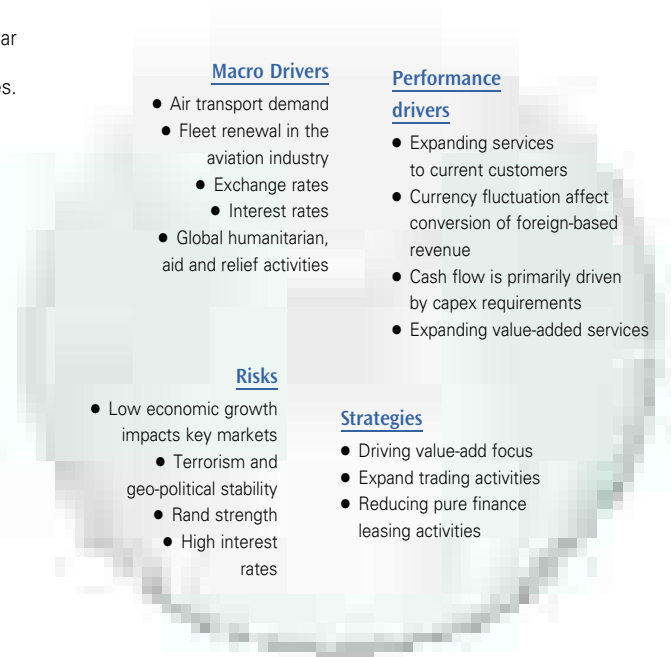 ar
es.
Macro Drivers
● Air transport demand
● Fleet renewal in the
aviation industry
● Exchange rates
● Interest rates
● Global humanitarian,
aid and relief activities
Performance
drivers
● Expanding services
to current customers
● Currency fluctuation affect
conversion of foreign-based
revenue
● Cash flow is primarily driven
by capex requirements
● Expanding value-added services
Risks
● Low economic growth
impacts key markets
● Terrorism and
geo-political stability
● Rand strength
● High interest
rates
Strategies
● Driving value-add focus
● Expand trading activities
● Reducing pure finance
leasing activities